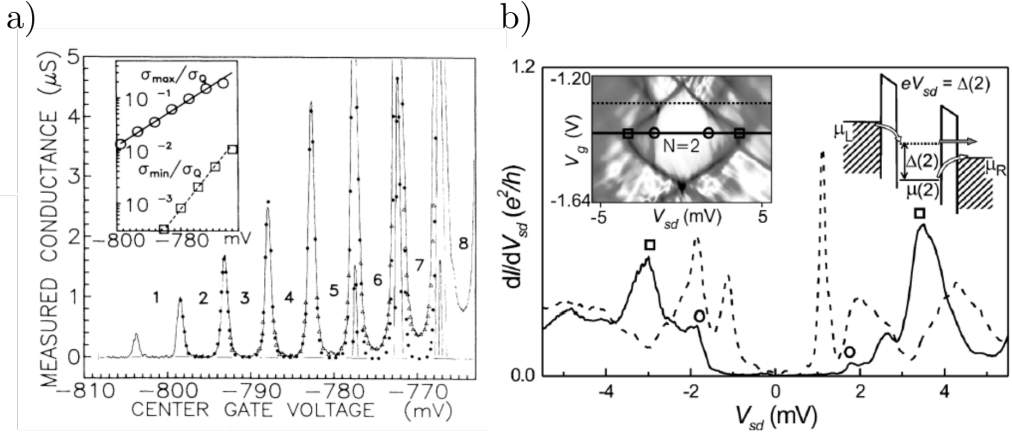 a)
MEASURED CONDUCTANCE (μS)
5
4
3
2
1
0
σmax/σQ
10 −1
10 −2
σmin/σQ
10 −3
−800
−780
mV
1
2
3
4
5
6
7
8
−810
−800
−790
−780
−770
CENTER GATE VOLTAGE (mV)
b)
1.2
0.0
dI/dVsd (e²/h)
-1.20
Vg (V)
-1.64
N=2
-5
Vsd (mV)
5
eVsd = Δ(2)
μL
Δ(2)
μ(2)
μR
-4
-2
0
2
4
Vsd (mV)